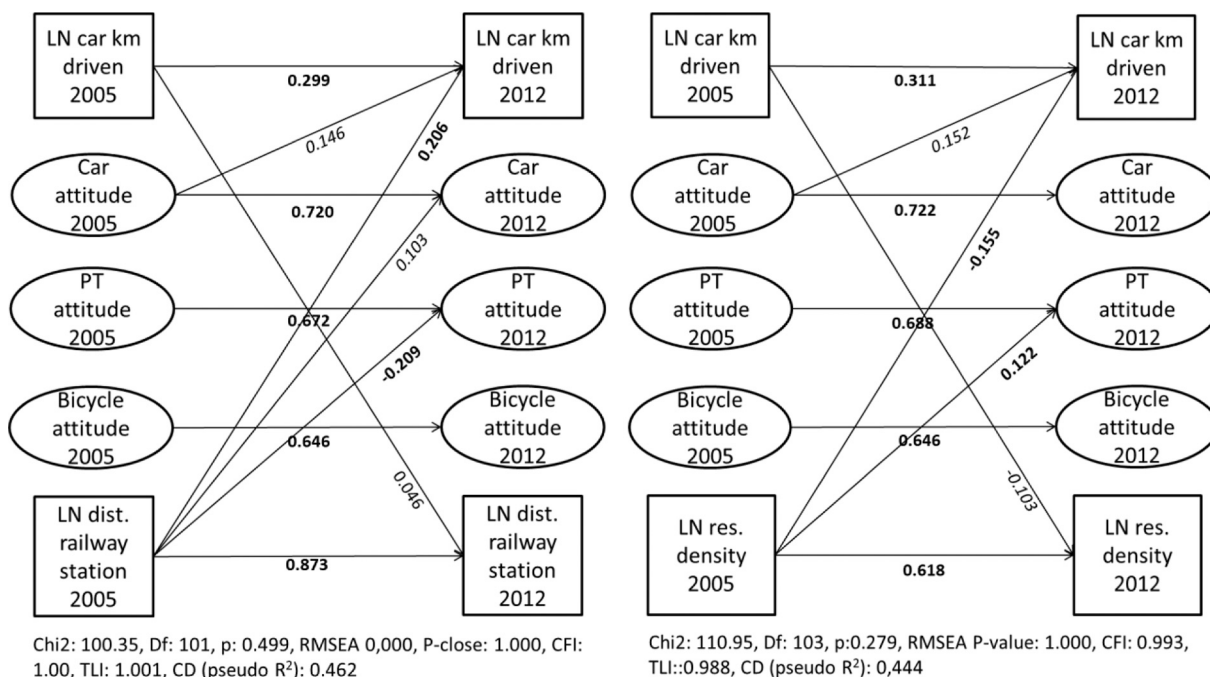 LN car km
driven
2005
LN car km
driven
2012
0.299
0.146
0.206
Car
attitude
2005
Car
attitude
2012
0.720
0.103
PT
attitude
2005
PT
attitude
2012
0.672
-0.209
Bicycle
attitude
2005
Bicycle
attitude
2012
0.646
0.046
LN dist.
railway
station
2005
LN dist.
railway
station
2012
0.873
Chi2: 100.35, Df: 101, p: 0.499, RMSEA 0,000, P-close: 1.000, CFI:
1.00, TLI: 1.001, CD (pseudo R²): 0.462
LN car km
driven
2005
LN car km
driven
2012
0.311
0.152
Car
attitude
2005
Car
attitude
2012
0.722
-0.155
PT
attitude
2005
PT
attitude
2012
0.688
0.122
Bicycle
attitude
2005
Bicycle
attitude
2012
0.646
-0.103
LN res.
density
2005
LN res.
density
2012
0.618
Chi2: 110.95, Df: 103, p:0.279, RMSEA P-value: 1.000, CFI: 0.993,
TLI::0.988, CD (pseudo R²): 0,444